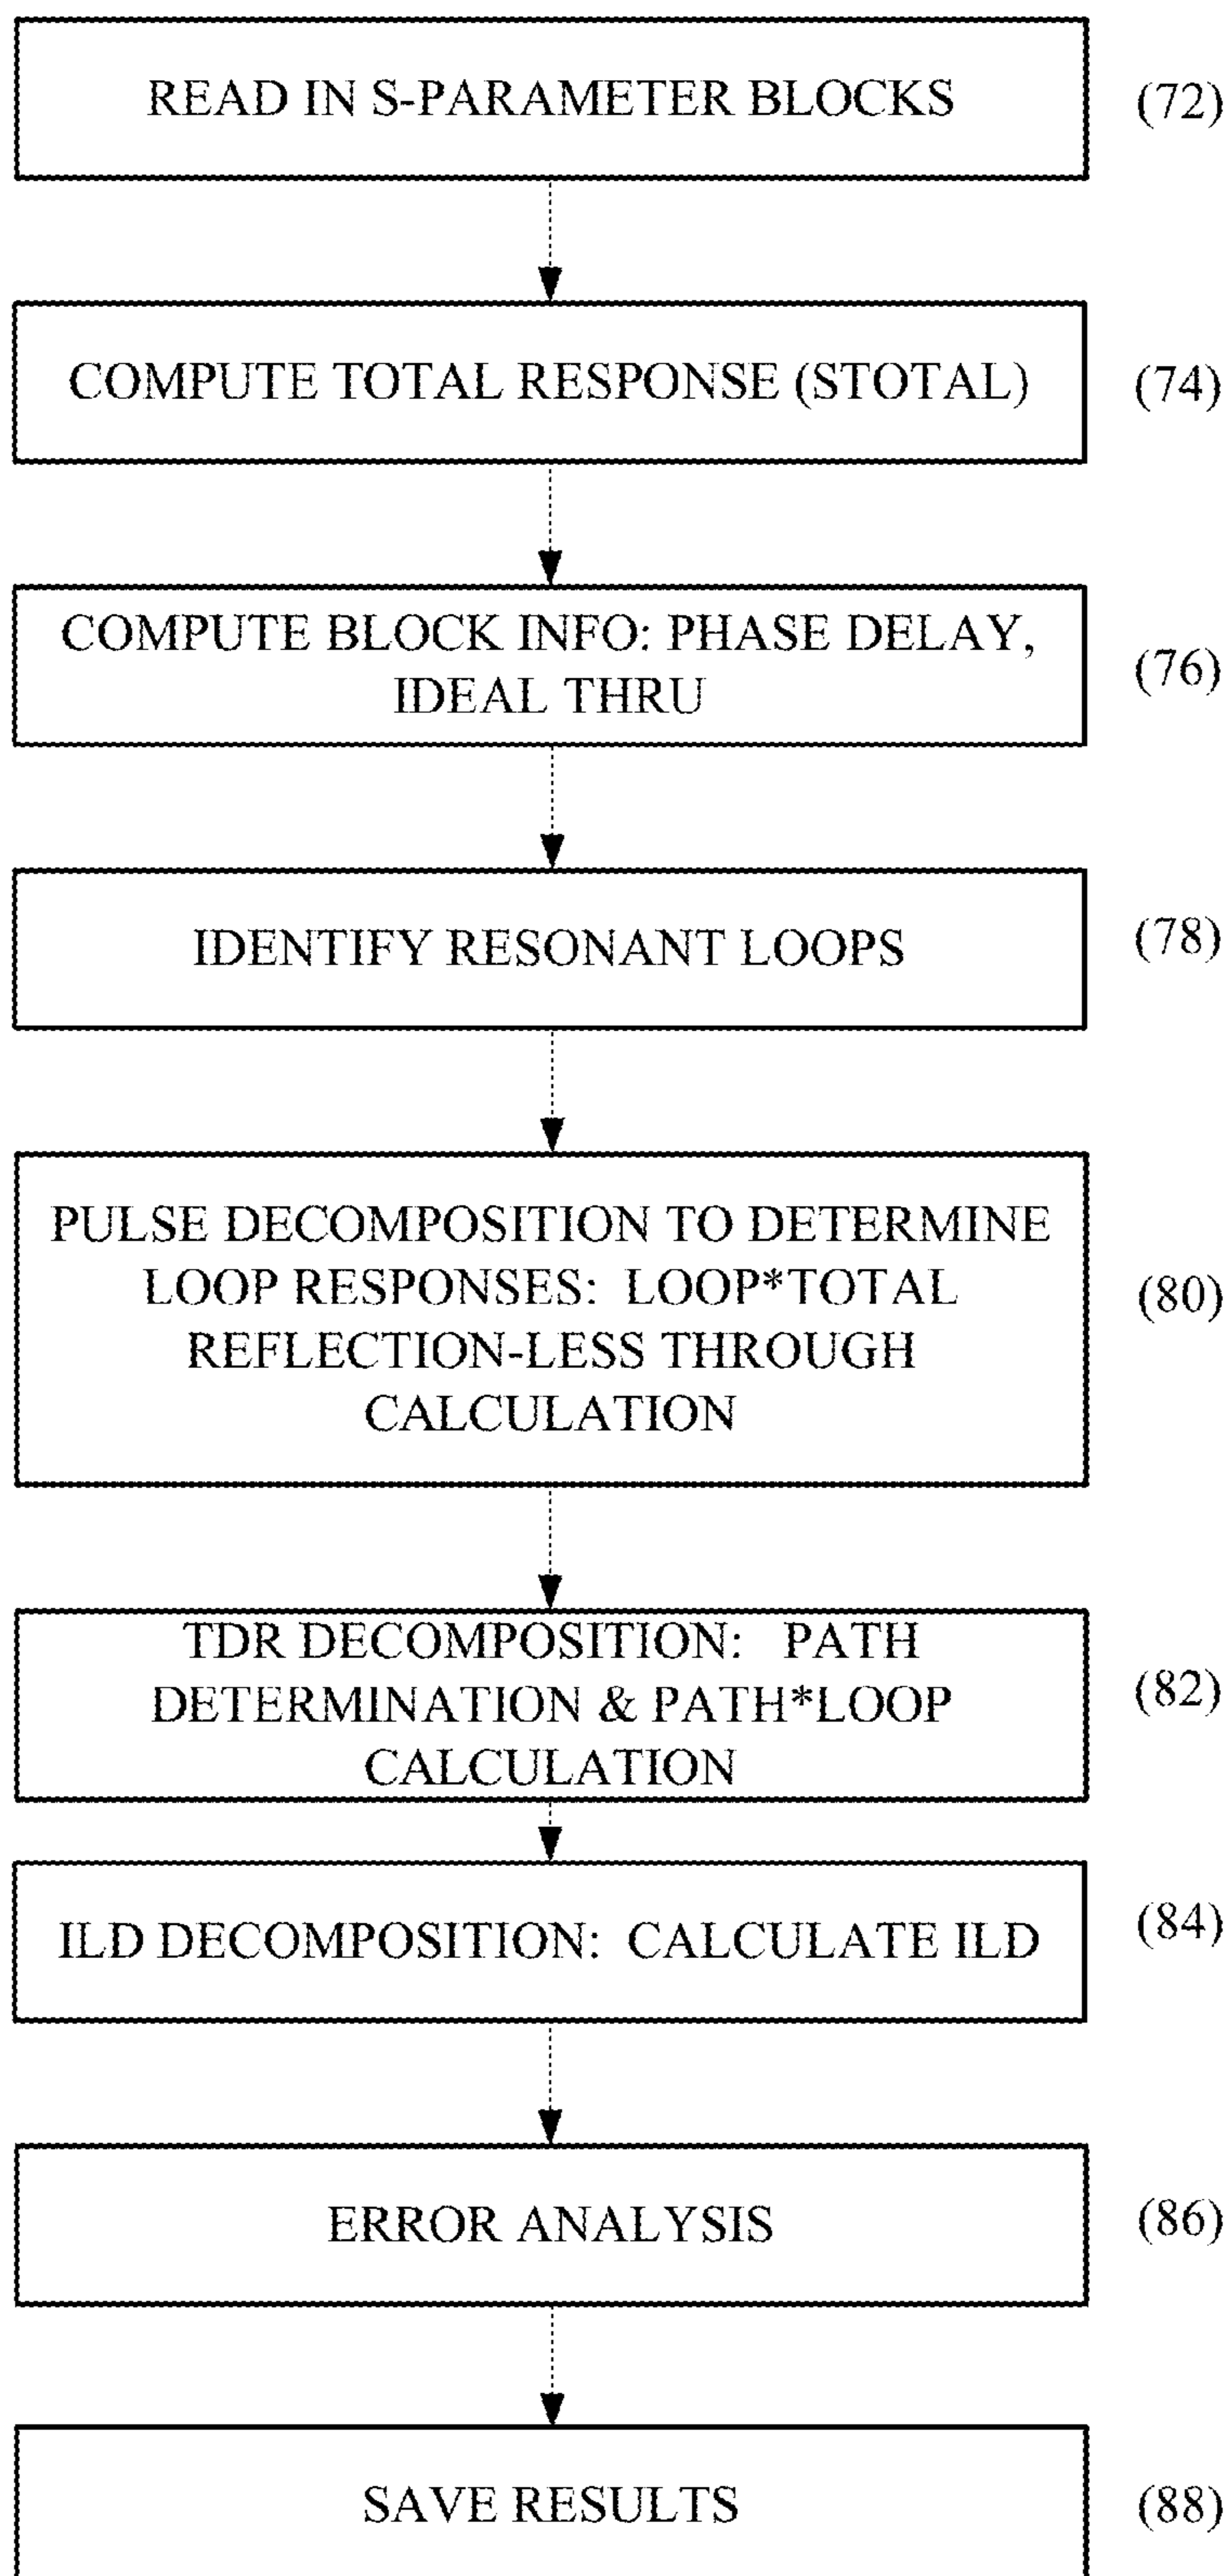 READ IN S-PARAMETER BLOCKS
(72)
COMPUTE TOTAL RESPONSE (STOTAL)
(74)
COMPUTE BLOCK INFO: PHASE DELAY,
IDEAL THRU
(76)
IDENTIFY RESONANT LOOPS
(78)
PULSE DECOMPOSITION TO DETERMINE
LOOP RESPONSES: LOOP*TOTAL
REFLECTION-LESS THROUGH
CALCULATION
(80)
TDR DECOMPOSITION: PATH
DETERMINATION & PATH*LOOP
CALCULATION
(82)
ILD DECOMPOSITION: CALCULATE ILD
(84)
ERROR ANALYSIS
(86)
SAVE RESULTS
(88)